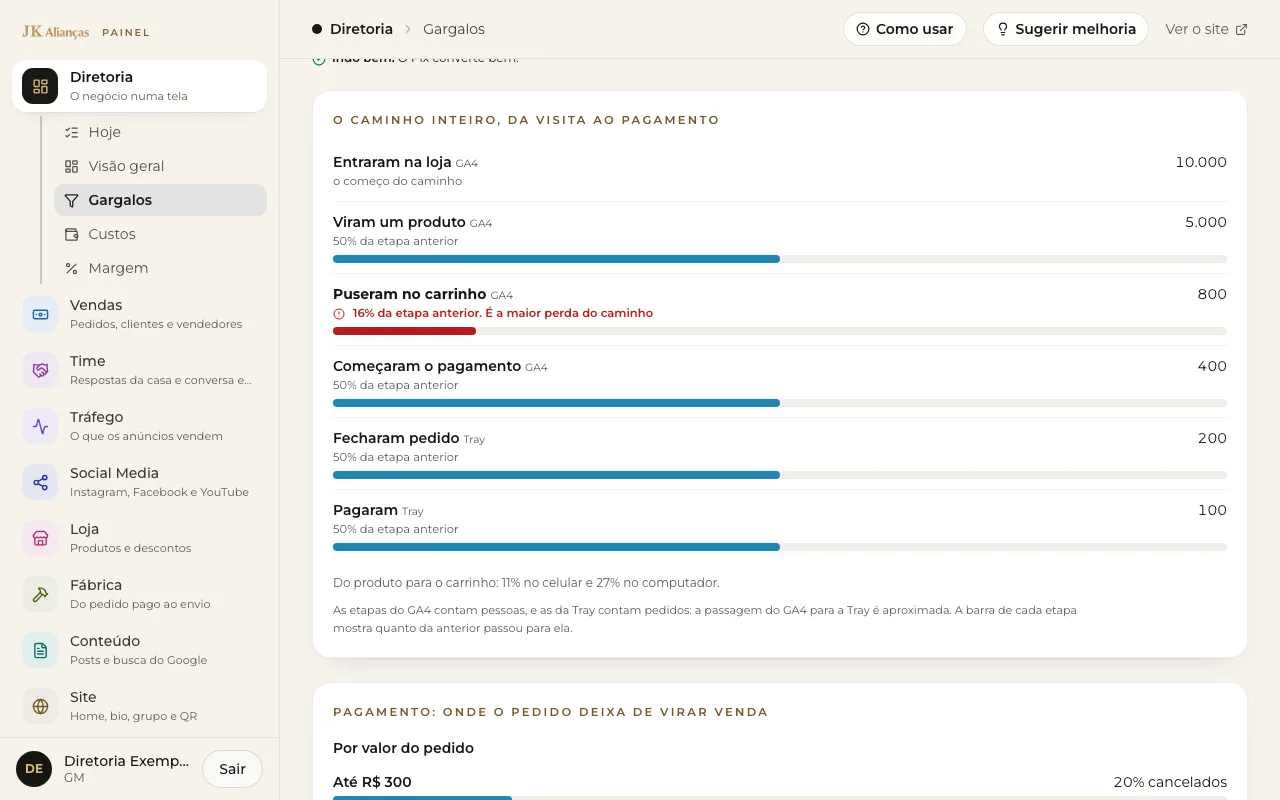 JK Alianças PAINEL
Diretoria
O negócio numa tela
Hoje
Visão geral
Gargalos
Custos
Margem
Vendas
Pedidos, clientes e vendedores
Time
Respostas da casa e conversa e...
Tráfego
O que os anúncios vendem
Social Media
Instagram, Facebook e YouTube
Loja
Produtos e descontos
Fábrica
Do pedido pago ao envio
Conteúdo
Posts e busca do Google
Site
Home, bio, grupo e QR
DE
Diretoria Exemp...
GM
Sair
Diretoria > Gargalos
Como usar
Sugerir melhoria
Ver o site
Indo bem: O Pix converte bem.
O CAMINHO INTEIRO, DA VISITA AO PAGAMENTO
Entraram na loja GA4 10.000
o começo do caminho
Viram um produto GA4 5.000
50% da etapa anterior
Puseram no carrinho GA4 800
16% da etapa anterior. É a maior perda do caminho
Começaram o pagamento GA4 400
50% da etapa anterior
Fecharam pedido Tray 200
50% da etapa anterior
Pagaram Tray 100
50% da etapa anterior
Do produto para o carrinho: 11% no celular e 27% no computador.
As etapas do GA4 contam pessoas, e as da Tray contam pedidos: a passagem do GA4 para a Tray é aproximada. A barra de cada etapa
mostra quanto da anterior passou para ela.
PAGAMENTO: ONDE O PEDIDO DEIXA DE VIRAR VENDA
Por valor do pedido
Até R$ 300 20% cancelados